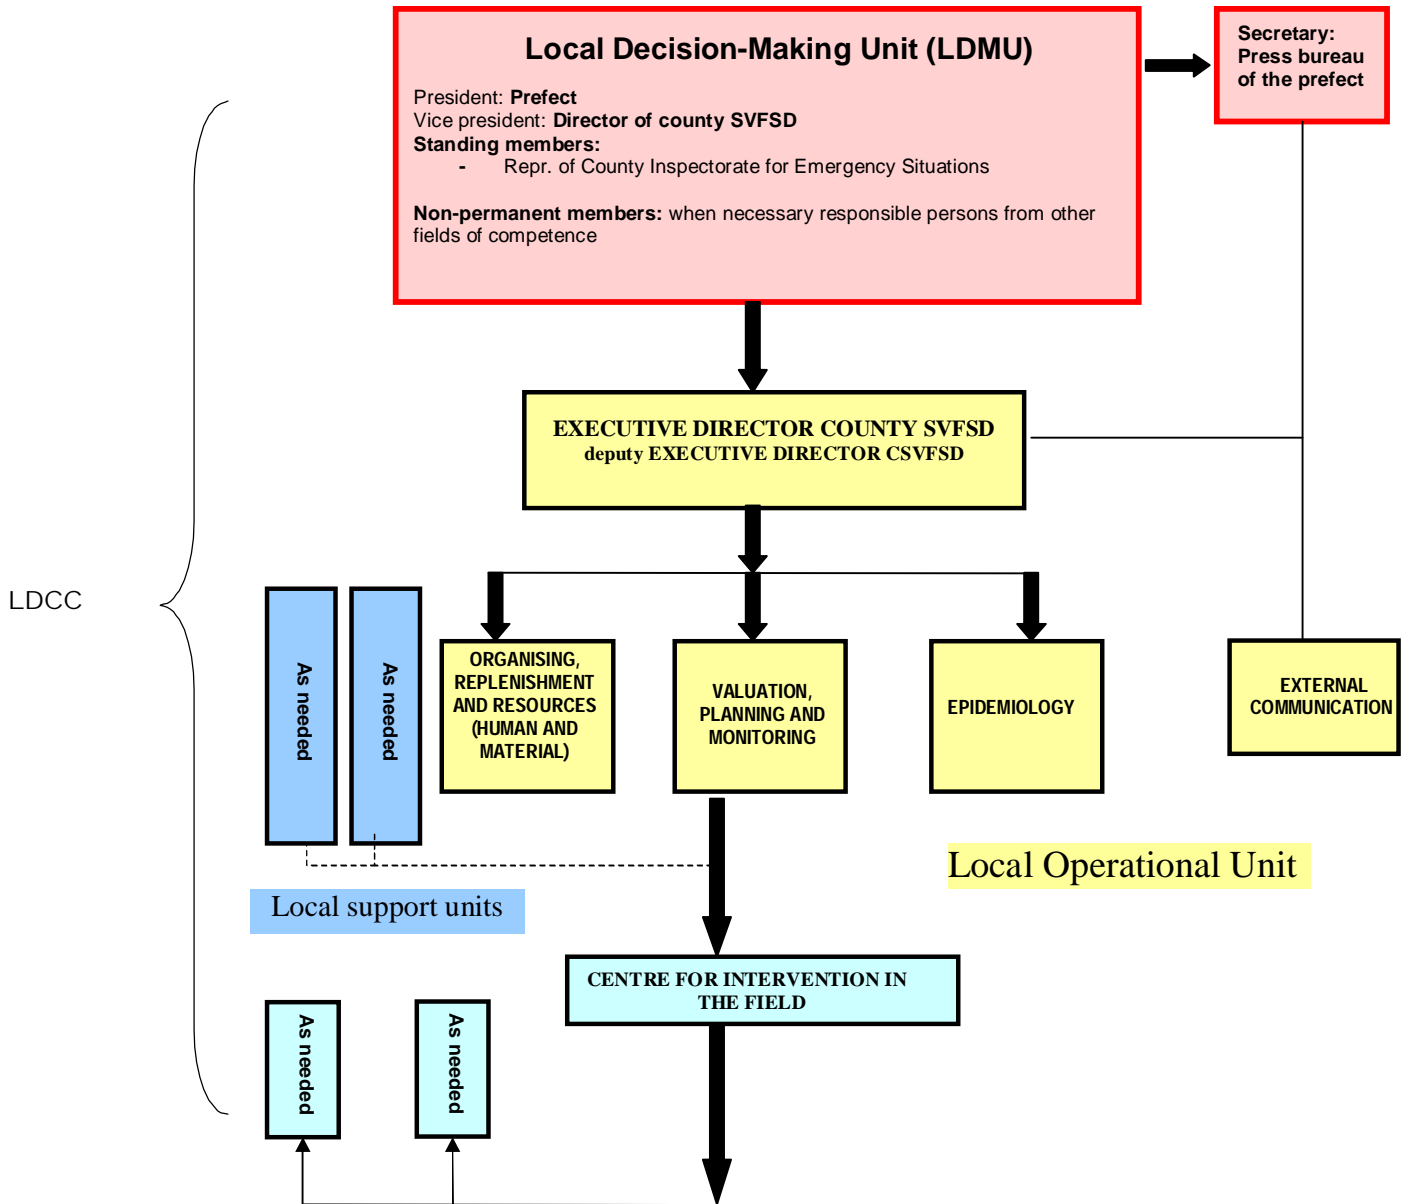 Local Decision-Making Unit (LDMU)
President: Prefect
Vice president: Director of county SVFSD
Standing members:
- Repr. of County Inspectorate for Emergency Situations
Non-permanent members: when necessary responsible persons from other
fields of competence
Secretary:
Press bureau
of the prefect
EXECUTIVE DIRECTOR COUNTY SVFSD
deputy EXECUTIVE DIRECTOR CSVFSD
LDCC
As needed
As needed
ORGANISING,
REPLENISHMENT
AND RESOURCES
(HUMAN AND
MATERIAL)
VALUATION,
PLANNING AND
MONITORING
EPIDEMIOLOGY
EXTERNAL
COMMUNICATION
Local Operational Unit
Local support units
CENTRE FOR INTERVENTION IN
THE FIELD
As needed
As needed